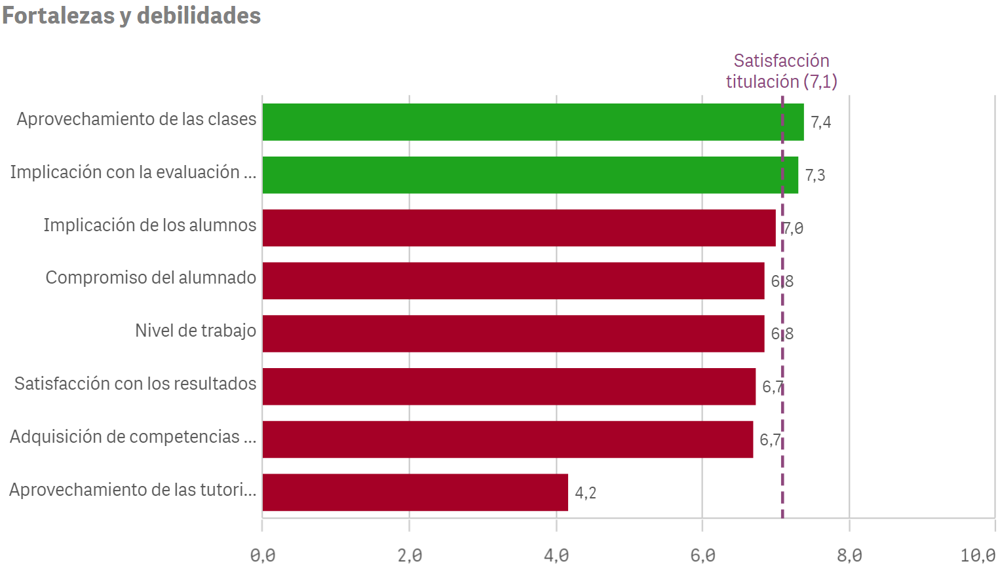 Fortalezas y debilidades
Satisfacción
titulación (7,1)
Aprovechamiento de las clases
7,4
Implicación con la evaluación ...
7,3
Implicación de los alumnos
7,0
Compromiso del alumnado
6,8
Nivel de trabajo
6,8
Satisfacción con los resultados
6,7
Adquisición de competencias ...
6,7
Aprovechamiento de las tutori...
4,2
0,0 2,0 4,0 6,0 8,0 10,0